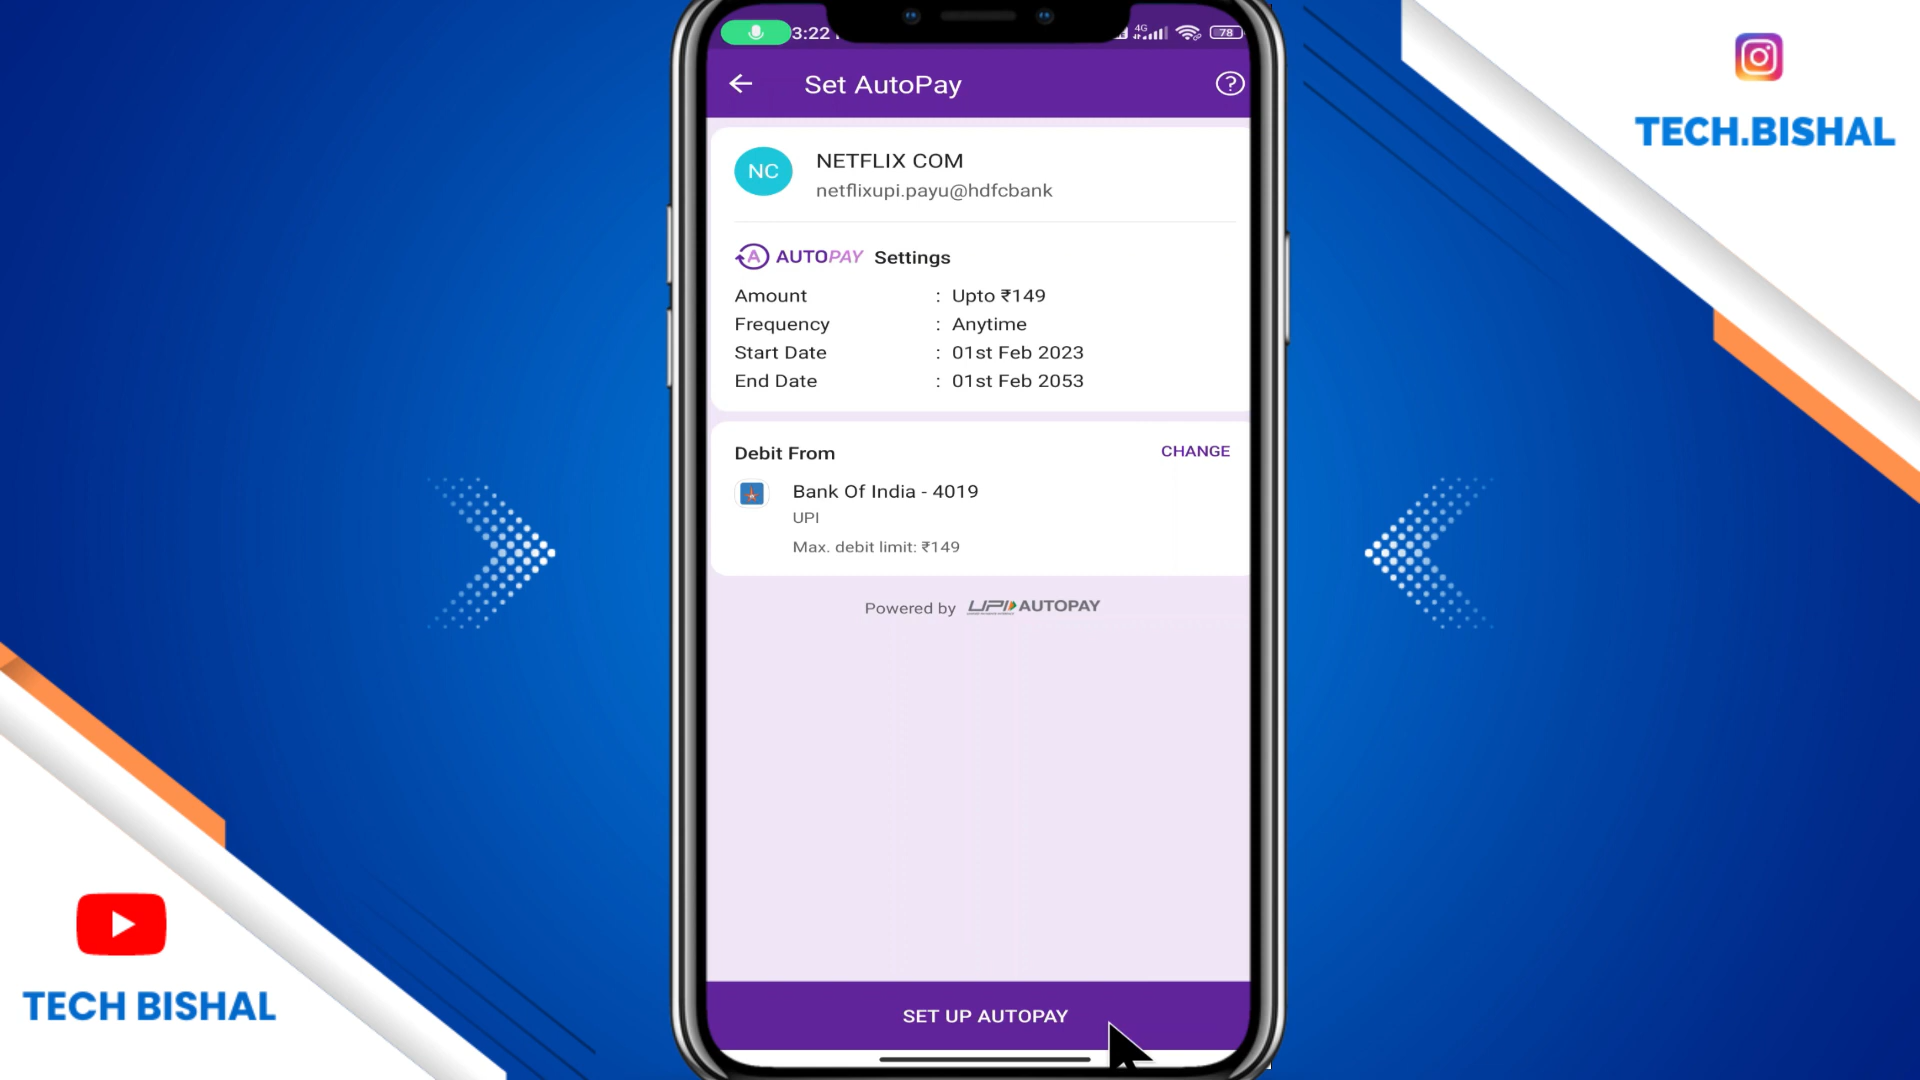 3:22
4G
78
Set AutoPay
?
TECH.BISHAL
NC
NETFLIX COM
netflixupi.payu@hdfcbank
A AUTOPAY Settings
Amount : Upto ₹149
Frequency : Anytime
Start Date : 01st Feb 2023
End Date : 01st Feb 2053
Debit From
CHANGE
Bank Of India - 4019
UPI
Max. debit limit: ₹149
Powered by UPI AUTOPAY
SET UP AUTOPAY
TECH BISHAL